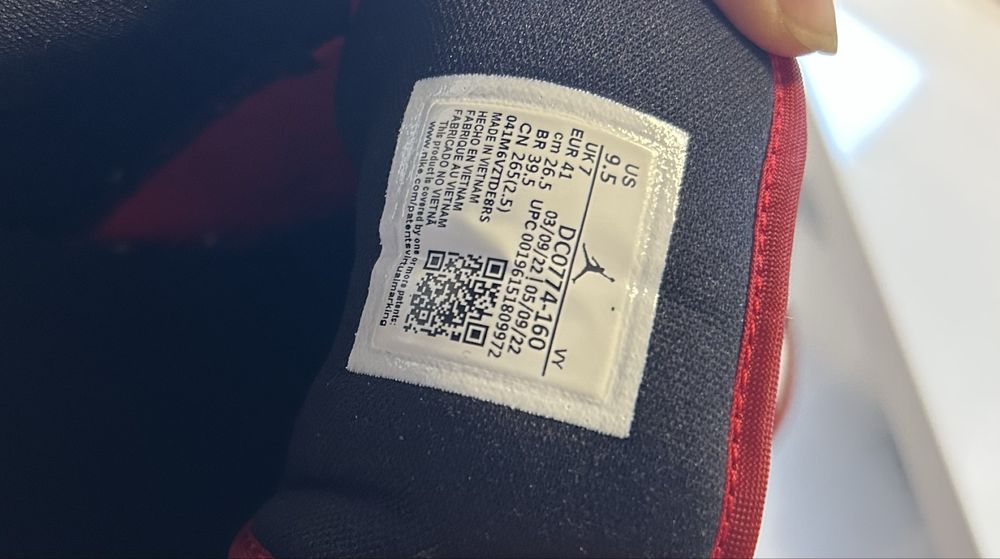 US
9.5
UK 7
EUR 41
cm 26.5
BR 39.5
CN 265(2.5)
DC0774-160 VV
03/09/22 | 05/09/22
UPC 00196151809972
041M6VZTDE8RS
MADE IN VIETNAM
HECHO EN VIETNAM
FABRIQUE AU VIETNAM
FABRICADO NO VIETNÃ
This product is covered by one or more patents:
www.nike.com/patentsvirtualmarking